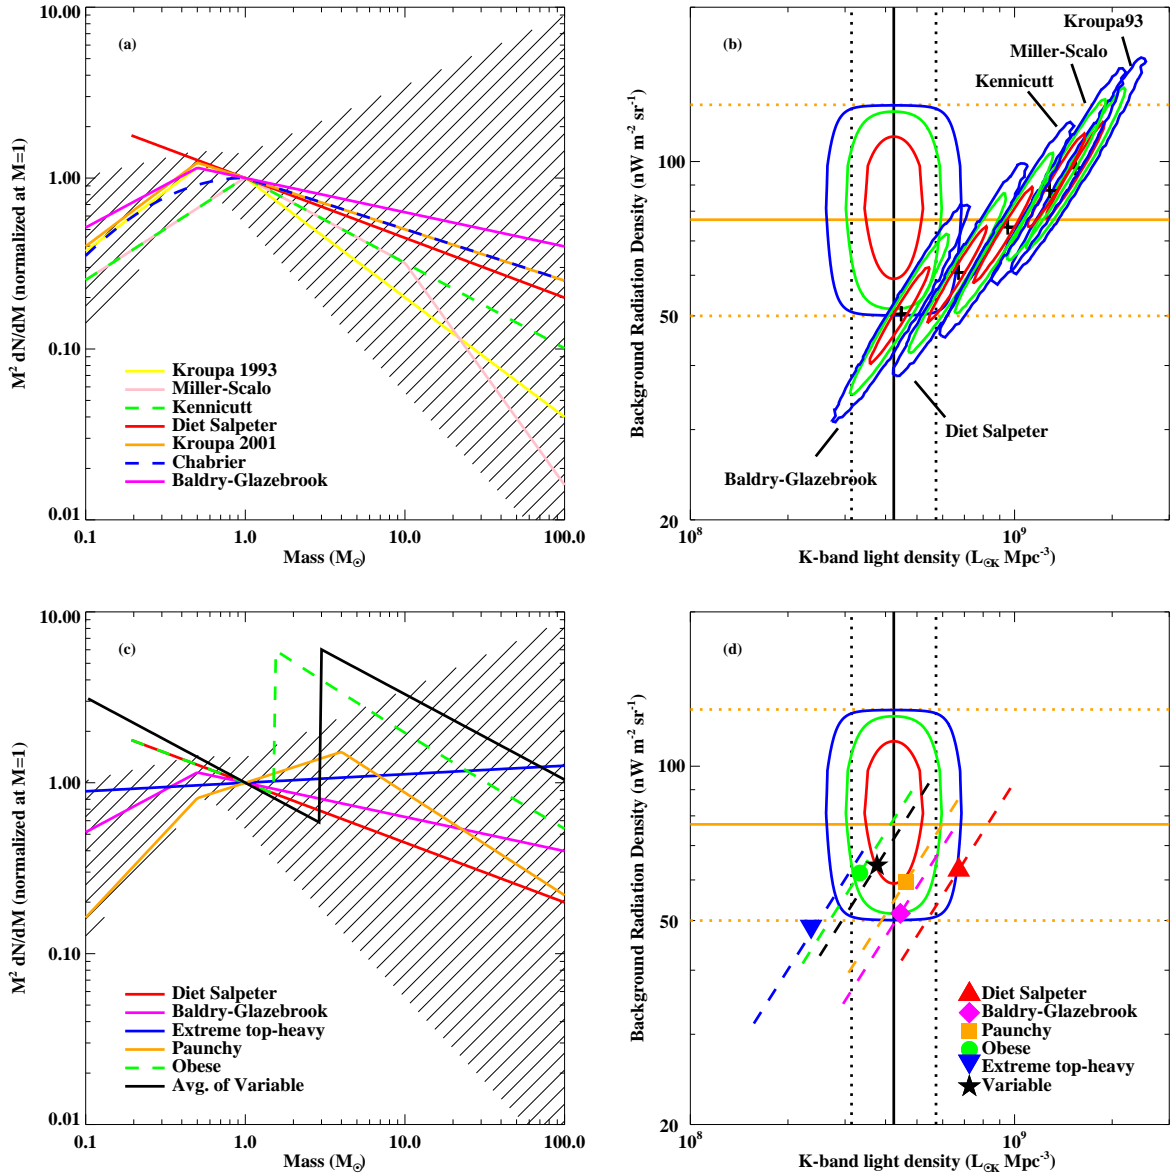 (a)
10.00
1.00
0.10
0.01
M² dN/dM (normalized at M=1)
Kroupa 1993
Miller-Scalo
Kennicutt
Diet Salpeter
Kroupa 2001
Chabrier
Baldry-Glazebrook
0.1
1.0
10.0
100.0
Mass (M⊙)
(b)
100
50
20
Background Radiation Density (nW m⁻² sr⁻¹)
Kroupa93
Miller-Scalo
Kennicutt
Diet Salpeter
Baldry-Glazebrook
10⁸
10⁹
K-band light density (L⊙K Mpc⁻³)
(c)
10.00
1.00
0.10
0.01
M² dN/dM (normalized at M=1)
Diet Salpeter
Baldry-Glazebrook
Extreme top-heavy
Paunchy
Obese
Avg. of Variable
0.1
1.0
10.0
100.0
Mass (M⊙)
(d)
100
50
20
Background Radiation Density (nW m⁻² sr⁻¹)
Diet Salpeter
Baldry-Glazebrook
Paunchy
Obese
Extreme top-heavy
Variable
10⁸
10⁹
K-band light density (L⊙K Mpc⁻³)